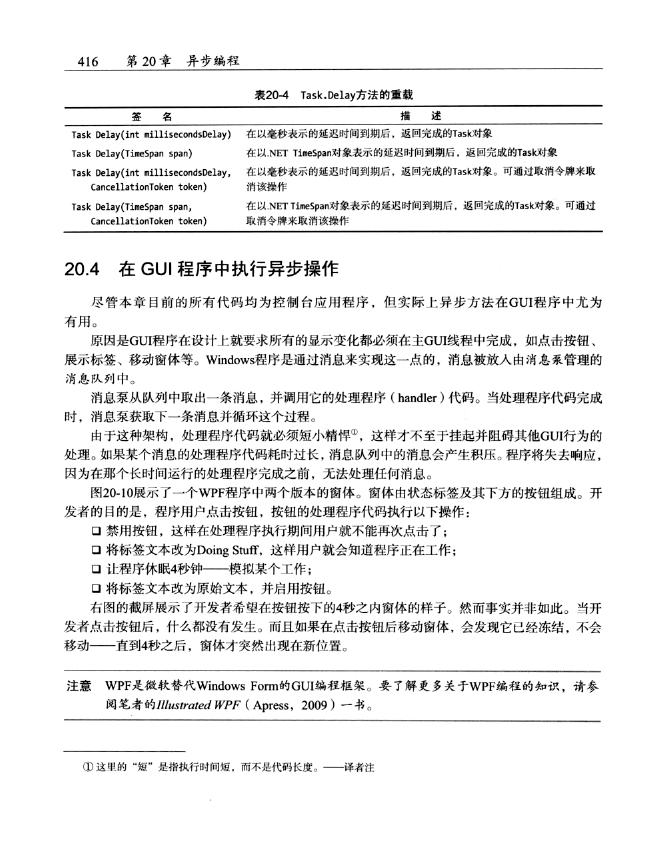 416 第 20 章 异步编程
表20-4 Task.Delay方法的重载
签 名 描 述
Task Delay(int millisecondsDelay) 在以毫秒表示的延迟时间到期后，返回完成的Task对象
Task Delay(TimeSpan span) 在以.NET TimeSpan对象表示的延迟时间到期后，返回完成的Task对象
Task Delay(int millisecondsDelay, 在以毫秒表示的延迟时间到期后，返回完成的Task对象。可通过取消令牌来取
CancellationToken token) 消该操作
Task Delay(TimeSpan span, 在以.NET TimeSpan对象表示的延迟时间到期后，返回完成的Task对象。可通过
CancellationToken token) 取消令牌来取消该操作
20.4 在 GUI 程序中执行异步操作
尽管本章目前的所有代码均为控制台应用程序，但实际上异步方法在GUI程序中尤为
有用。
原因是GUI程序在设计上就要求所有的显示变化都必须在主GUI线程中完成，如点击按钮、
展示标签、移动窗体等。Windows程序是通过消息来实现这一点的，消息被放入由消息泵管理的
消息队列中。
消息泵从队列中取出一条消息，并调用它的处理程序（handler）代码。当处理程序代码完成
时，消息泵获取下一条消息并循环这个过程。
由于这种架构，处理程序代码就必须短小精悍①，这样才不至于挂起并阻碍其他GUI行为的
处理。如果某个消息的处理程序代码耗时过长，消息队列中的消息会产生积压。程序将失去响应，
因为在那个长时间运行的处理程序完成之前，无法处理任何消息。
图20-10展示了一个WPF程序中两个版本的窗体。窗体由状态标签及其下方的按钮组成。开
发者的目的是，程序用户点击按钮，按钮的处理程序代码执行以下操作：
❏ 禁用按钮，这样在处理程序执行期间用户就不能再次点击了；
❏ 将标签文本改为Doing Stuff，这样用户就会知道程序正在工作；
❏ 让程序休眠4秒钟——模拟某个工作；
❏ 将标签文本改为原始文本，并启用按钮。
右图的截屏展示了开发者希望在按钮按下的4秒之内窗体的样子。然而事实并非如此。当开
发者点击按钮后，什么都没有发生。而且如果在点击按钮后移动窗体，会发现它已经冻结，不会
移动——直到4秒之后，窗体才突然出现在新位置。
注意 WPF是微软替代Windows Form的GUI编程框架。要了解更多关于WPF编程的知识，请参
阅笔者的Illustrated WPF（Apress，2009）一书。
① 这里的“短”是指执行时间短，而不是代码长度。——译者注